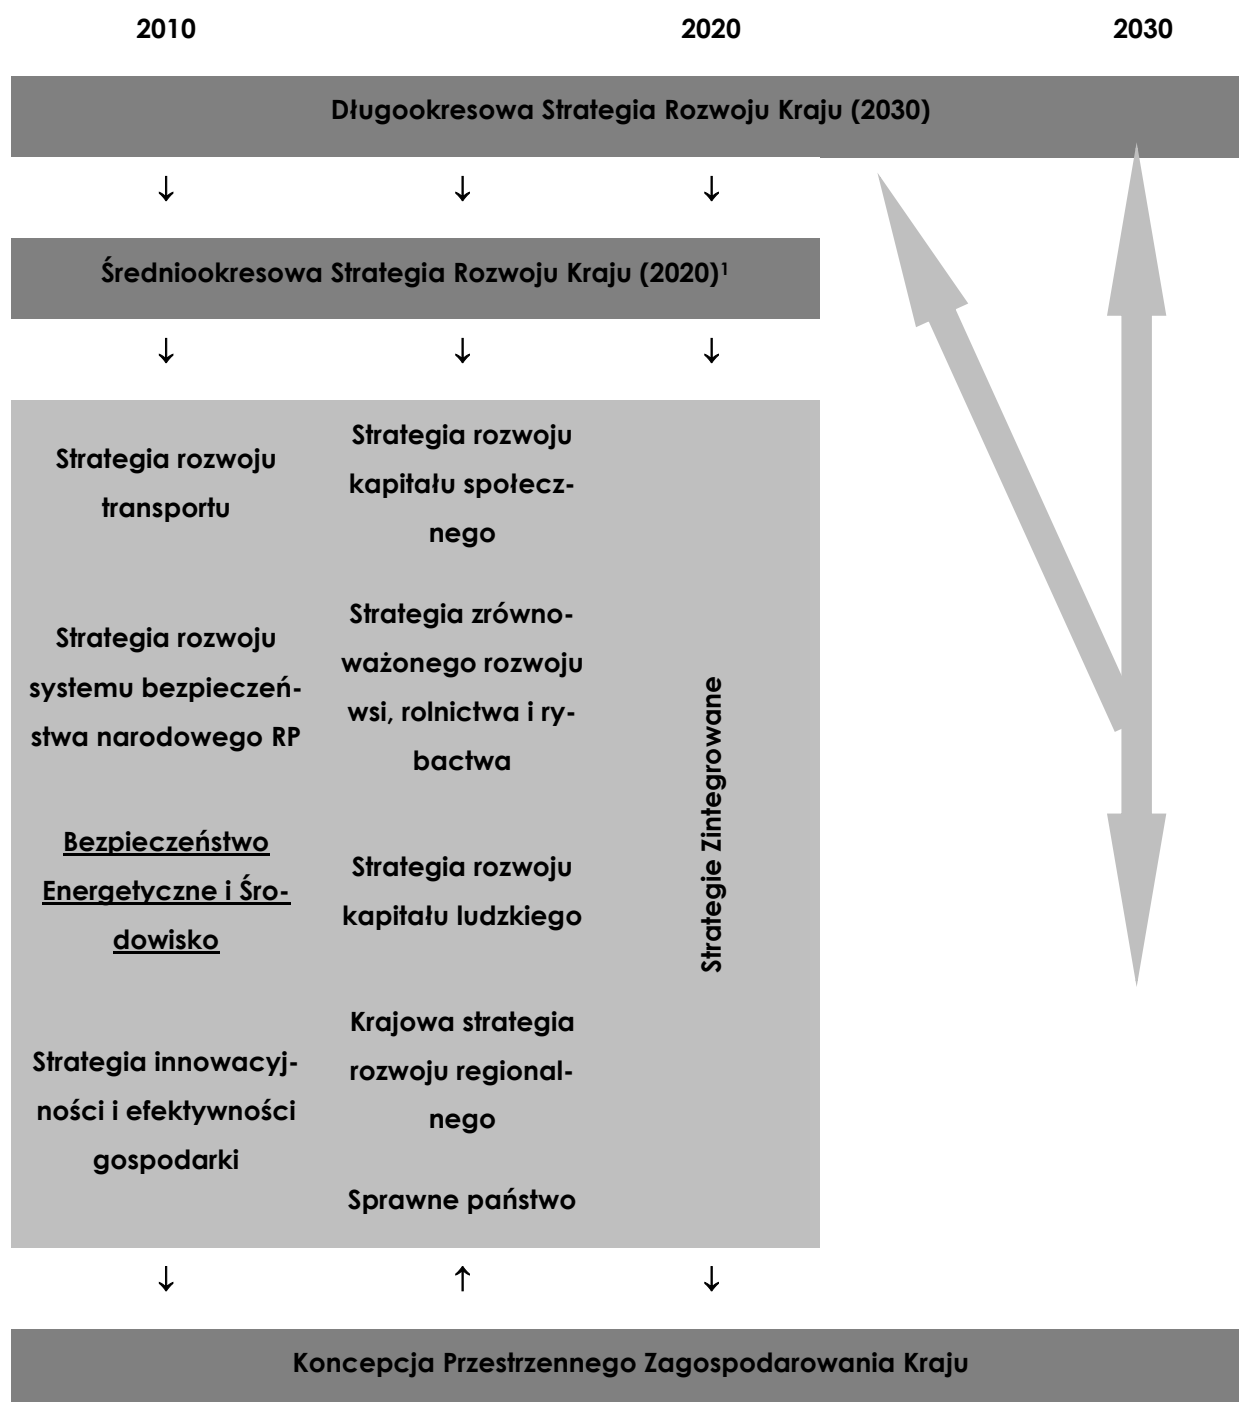 2010 2020 2030
Długookresowa Strategia Rozwoju Kraju (2030)
↓ ↓ ↓
Średniookresowa Strategia Rozwoju Kraju (2020)¹
↓ ↓ ↓
Strategia rozwoju
transportu
Strategia rozwoju
kapitału społecz-
nego
Strategia rozwoju
systemu bezpieczeń-
stwa narodowego RP
Strategia zrówno-
ważonego rozwoju
wsi, rolnictwa i ry-
bactwa
Bezpieczeństwo
Energetyczne i Śro-
dowisko
Strategia rozwoju
kapitału ludzkiego
Strategia innowacyj-
ności i efektywności
gospodarki
Krajowa strategia
rozwoju regional-
nego
Sprawne państwo
Strategie Zintegrowane
↓ ↑ ↓
Koncepcja Przestrzennego Zagospodarowania Kraju